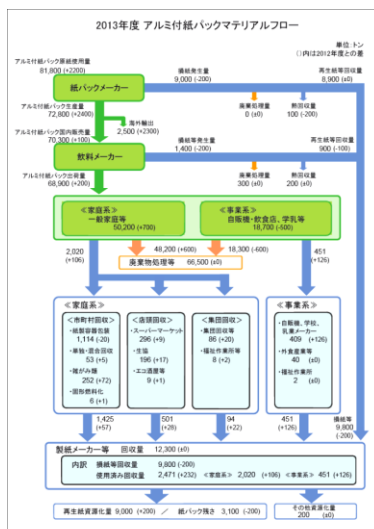 2013年度 アルミ付紙パックマテリアルフロー
単位:トン
( )内は2012年度との差
アルミ付紙パック原紙使用量
81,800 (+2200)
損紙発生量
9,000 (-200)
再生紙等回収量
8,900 (±0)
紙パックメーカー
アルミ付紙パック生産量
72,800 (+2400)
海外輸出
2,500 (+2300)
廃棄処理量
0 (±0)
熱回収量
100 (-200)
アルミ付紙パック国内販売量
70,300 (+100)
損紙等発生量
1,400 (-200)
再生紙等回収量
900 (-100)
飲料メーカー
アルミ付紙パック出荷量
68,900 (+200)
廃棄処理量
300 (±0)
熱回収量
200 (±0)
≪家庭系≫
一般家庭等
50,200 (+700)
≪事業系≫
自販機・飲食店、学乳等
18,700 (-500)
2,020
(+106)
48,200 (+600)
18,300 (-600)
451
(+126)
廃棄物処理等 66,500 (±0)
≪家庭系≫
≪市町村回収≫
・紙製容器包装
1,114 (-20)
・単独・混合回収
53 (+5)
・雑がみ類
252 (+72)
・固形燃料化
6 (+1)
≪店頭回収≫
・スーパーマーケット
296 (+9)
・生協
196 (+17)
・エコ酒屋等
9 (+1)
≪集団回収≫
・集団回収等
86 (+20)
・福祉作業所等
8 (+2)
≪事業系≫
・自販機、学校、
乳業メーカー
409 (+126)
・外食産業等
40 (±0)
・福祉作業所
2 (±0)
1,425
(+57)
501
(+28)
94
(+22)
451
(+126)
損紙等
9,800
(-200)
製紙メーカー等 回収量 12,300 (±0)
内訳 損紙等回収量 9,800 (-200)
使用済み回収量 2,471 (+232) ≪家庭系≫ 2,020 (+106) ≪事業系≫ 451 (+126)
再生紙資源化量 9,000 (+200) / 紙パック残さ 3,100 (-200)
その他資源化量
200 (±0)